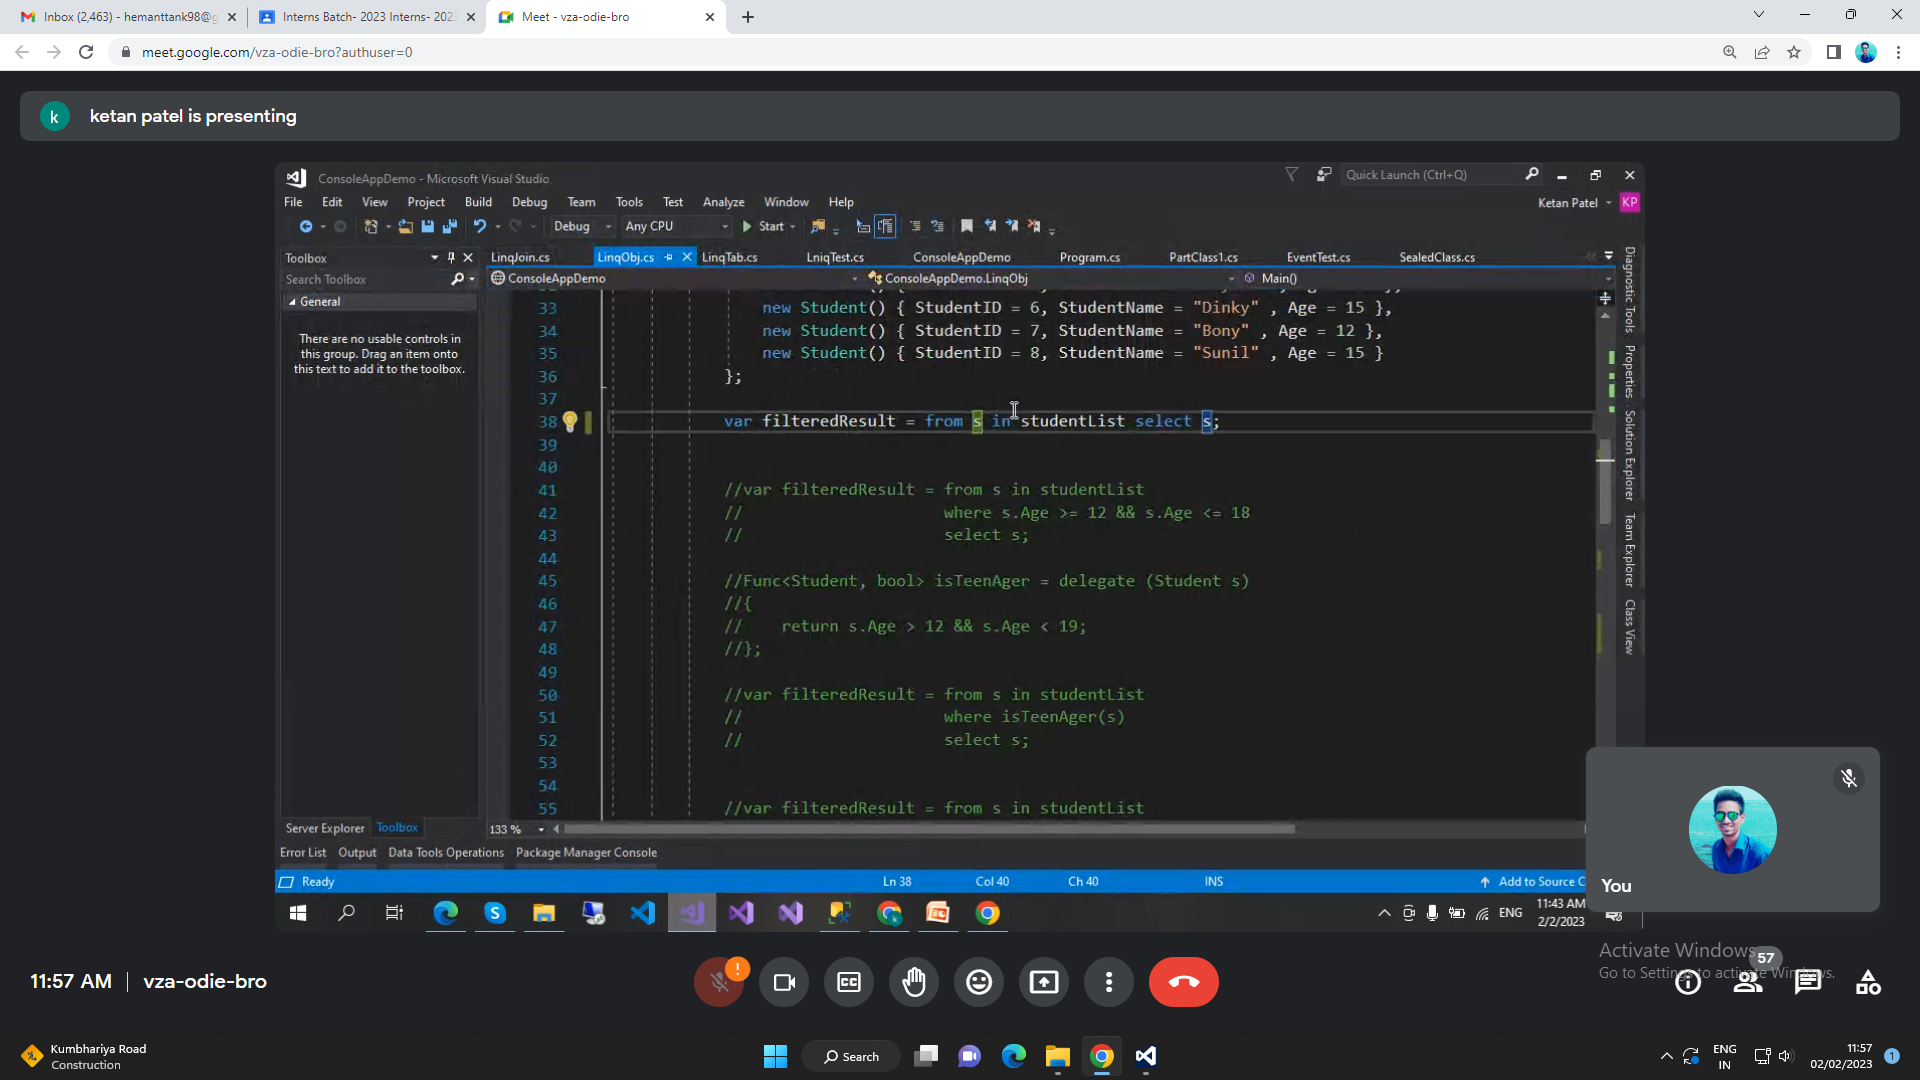 Inbox (2,463) - hemanttank98@g
Interns Batch- 2023 Interns- 2023
Meet - vza-odie-bro
meet.google.com/vza-odie-bro?authuser=0
k
ketan patel is presenting
ConsoleAppDemo - Microsoft Visual Studio
Quick Launch (Ctrl+Q)
File Edit View Project Build Debug Team Tools Test Analyze Window Help
Ketan Patel KP
Debug Any CPU Start
Toolbox
LinqJoin.cs LinqObj.cs LinqTab.cs LniqTest.cs ConsoleAppDemo Program.cs PartClass1.cs EventTest.cs SealedClass.cs
Search Toolbox
ConsoleAppDemo ConsoleAppDemo.LinqObj Main()
General
There are no usable controls in
this group. Drag an item onto
this text to add it to the toolbox.
33 new Student() { StudentID = 6, StudentName = "Dinky" , Age = 15 },
34 new Student() { StudentID = 7, StudentName = "Bony" , Age = 12 },
35 new Student() { StudentID = 8, StudentName = "Sunil" , Age = 15 }
36 };
37
38 var filteredResult = from s in studentList select s;
39
40
41 //var filteredResult = from s in studentList
42 // where s.Age >= 12 && s.Age <= 18
43 // select s;
44
45 //Func<Student, bool> isTeenAger = delegate (Student s)
46 //{
47 // return s.Age > 12 && s.Age < 19;
48 //};
49
50 //var filteredResult = from s in studentList
51 // where isTeenAger(s)
52 // select s;
53
54
55 //var filteredResult = from s in studentList
Diagnostic Tools
Properties
Solution Explorer
Team Explorer
Class View
Server Explorer Toolbox
133 %
Error List Output Data Tools Operations Package Manager Console
Ready Ln 38 Col 40 Ch 40 INS Add to Source C
ENG
11:43 AM
2/2/2023
You
11:57 AM vza-odie-bro
!
57
Activate Windows
Go to Settings to activate Windows.
Kumbhariya Road
Construction
Search
ENG
IN
11:57
02/02/2023
1